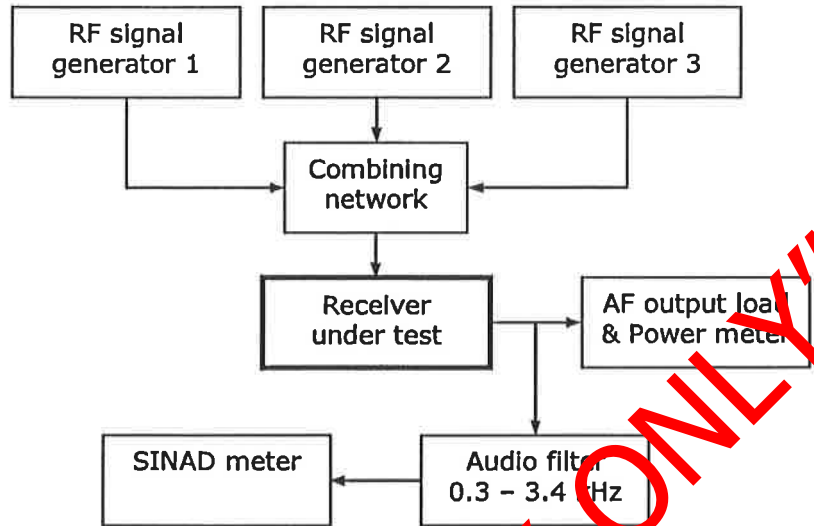 RF signal
generator 1
RF signal
generator 2
RF signal
generator 3
Combining
network
Receiver
under test
AF output load
& Power meter
SINAD meter
Audio filter
0.3 – 3.4 kHz
ONLY"